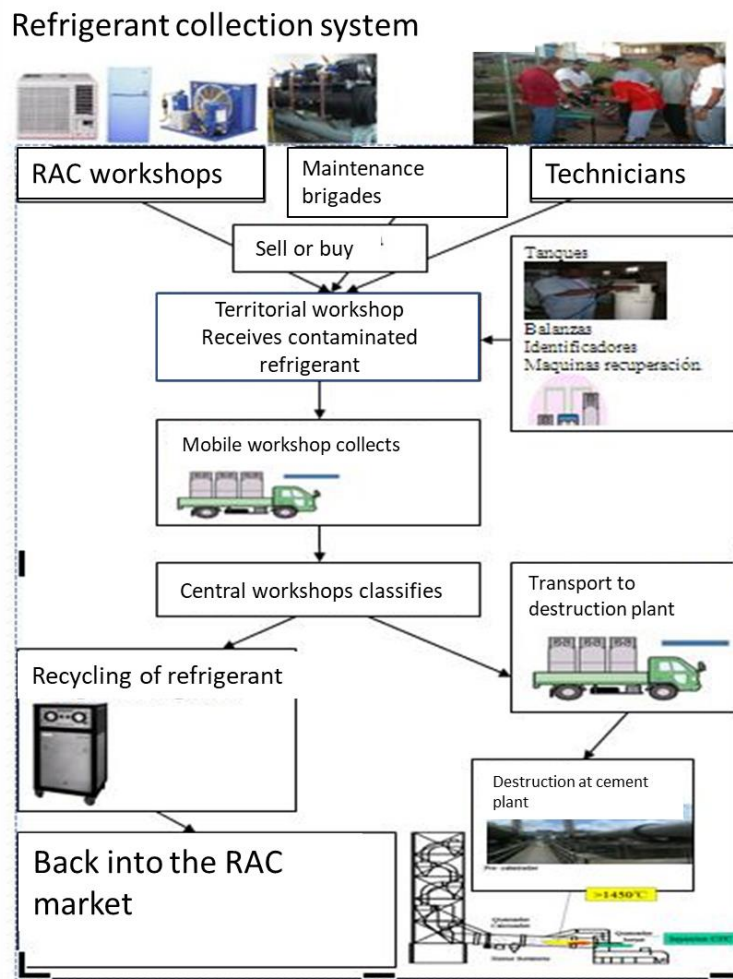 Refrigerant collection system
RAC workshops
Maintenance
brigades
Technicians
Sell or buy
Tanques
Balanzas
Identificadores
Maquinas recuperación
Territorial workshop
Receives contaminated
refrigerant
Mobile workshop collects
Central workshops classifies
Transport to
destruction plant
Recycling of refrigerant
Destruction at cement
plant
Back into the RAC
market
>1450°C
Quemador